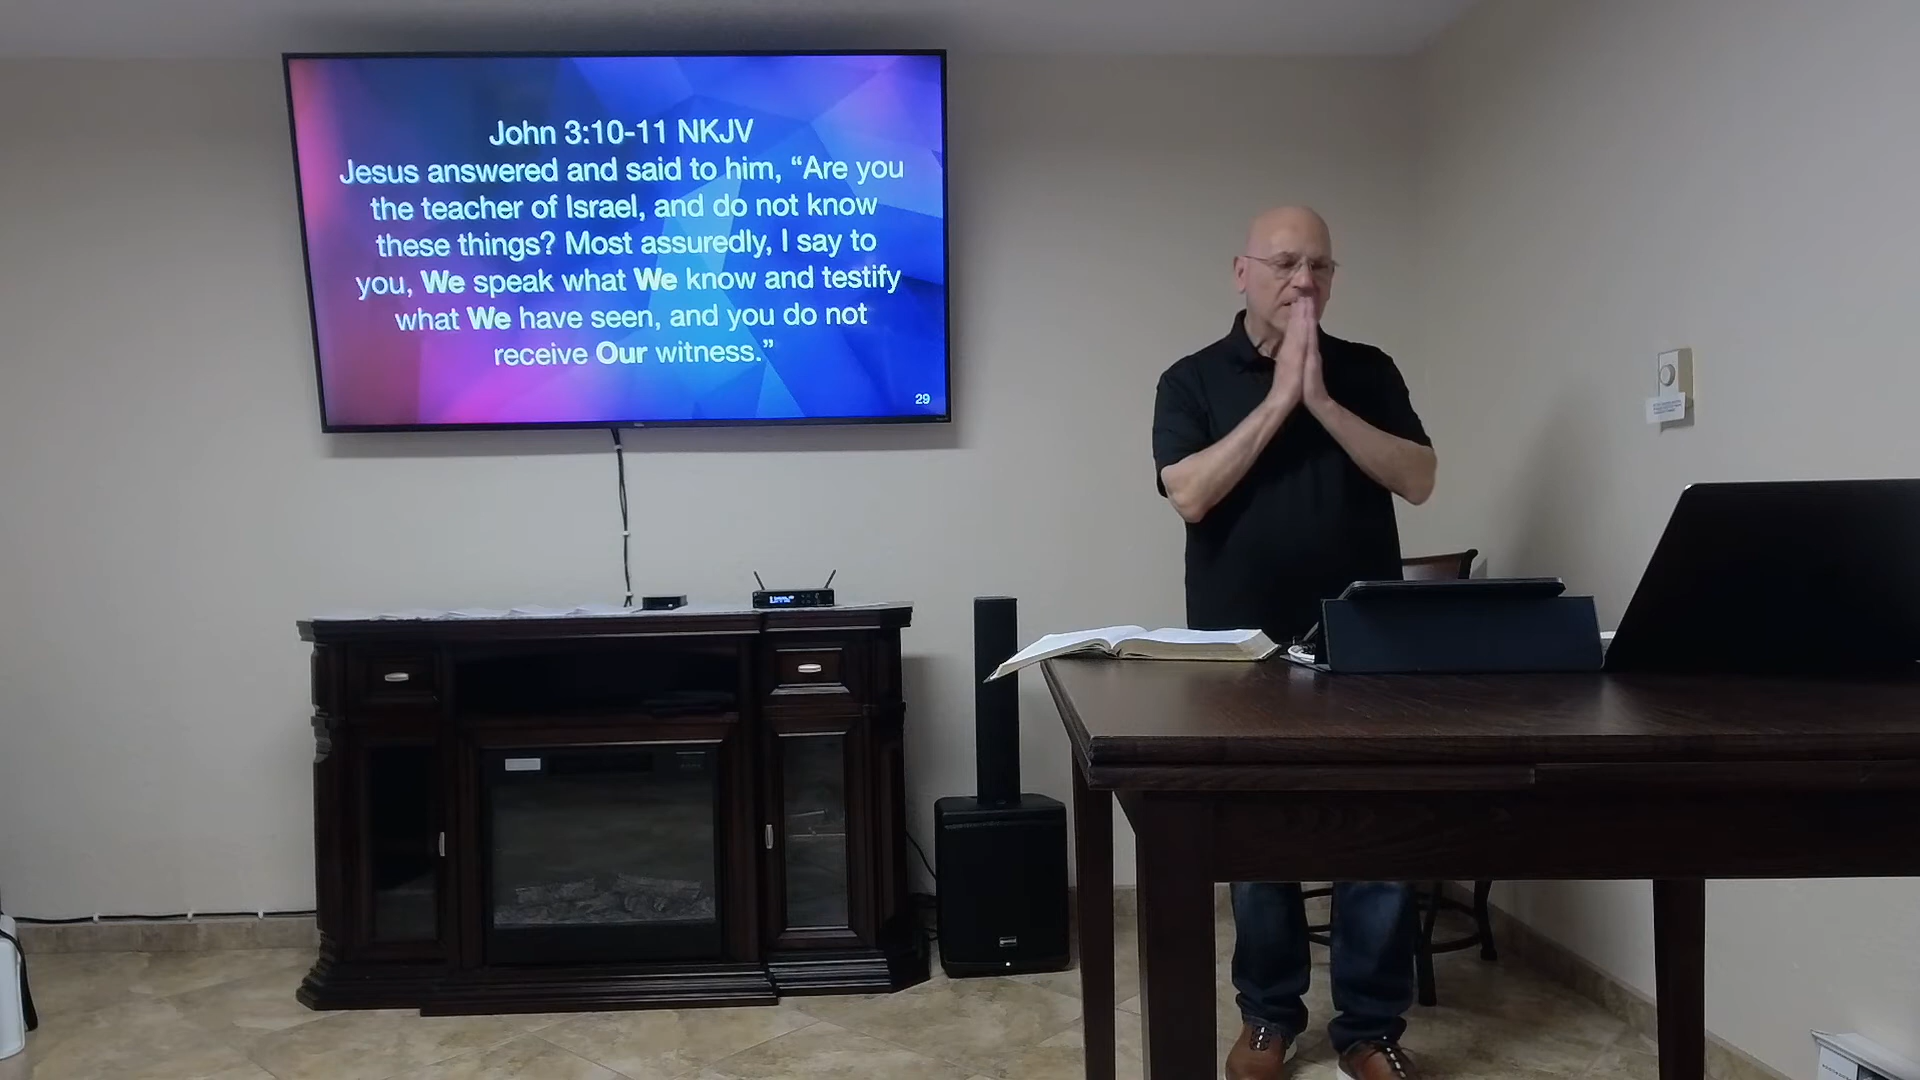 John 3:10-11 NKJV
Jesus answered and said to him, “Are you
the teacher of Israel, and do not know
these things? Most assuredly, I say to
you, We speak what We know and testify
what We have seen, and you do not
receive Our witness.”
29